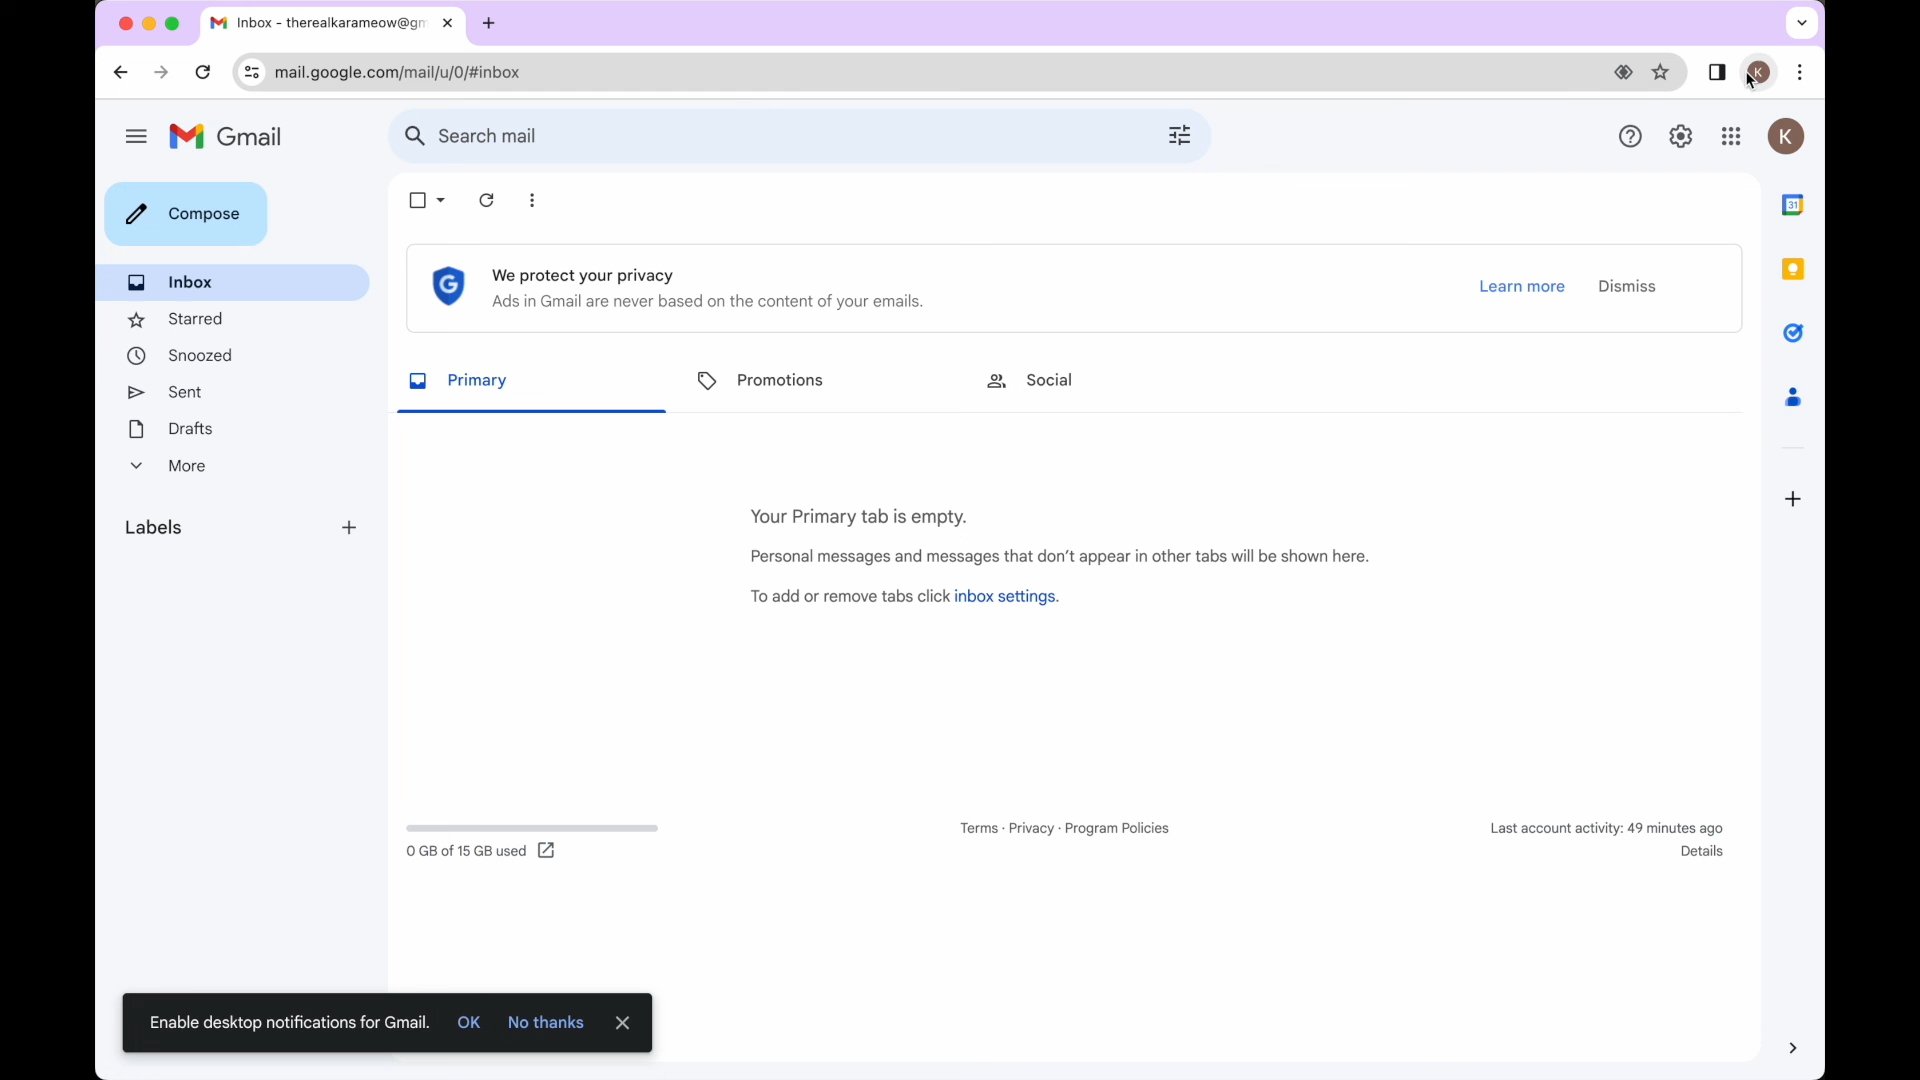 Inbox - therealkarameow@gm
mail.google.com/mail/u/0/#inbox
K
Gmail
Search mail
K
Compose
31
Inbox
We protect your privacy
Ads in Gmail are never based on the content of your emails.
Learn more
Dismiss
Starred
Snoozed
Sent
Drafts
More
Primary
Promotions
Social
Labels
Your Primary tab is empty.
Personal messages and messages that don't appear in other tabs will be shown here.
To add or remove tabs click inbox settings.
0 GB of 15 GB used
Terms · Privacy · Program Policies
Last account activity: 49 minutes ago
Details
Enable desktop notifications for Gmail. OK No thanks